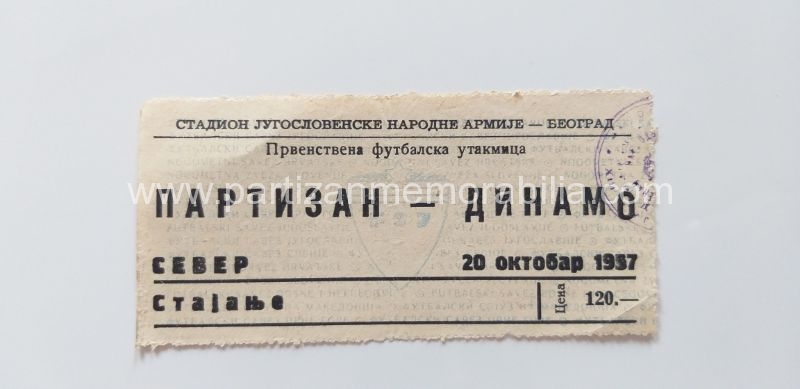 СТАДИОН ЈУГОСЛОВЕНСКЕ НАРОДНЕ АРМИЈЕ — БЕОГРАД
Првенствена футбалска утакмица
www.partizanmemorabilia.com
ПАРТИЗАН — ДИНАМО
СЕВЕР 20 октобар 1957
Стајање Цена 120.—